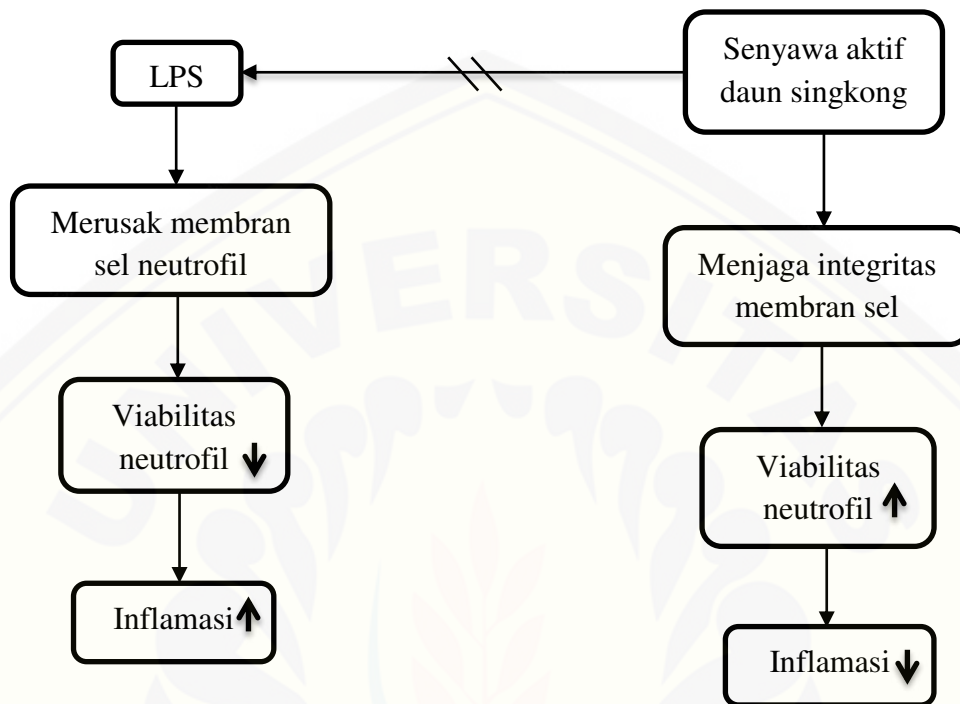 LPS
Senyawa aktif
daun singkong
Merusak membran
sel neutrofil
Menjaga integritas
membran sel
Viabilitas
neutrofil
Viabilitas
neutrofil
Inflamasi
Inflamasi
UNIVERSITAS